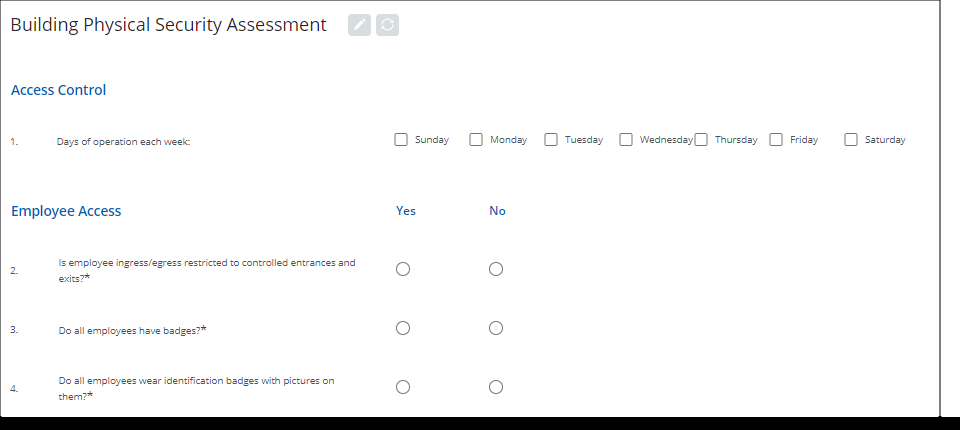 Building Physical Security Assessment
Access Control
1. Days of operation each week: Sunday Monday Tuesday Wednesday Thursday Friday Saturday
Employee Access Yes No
2. Is employee ingress/egress restricted to controlled entrances and
exits?*
3. Do all employees have badges?*
4. Do all employees wear identification badges with pictures on
them?*